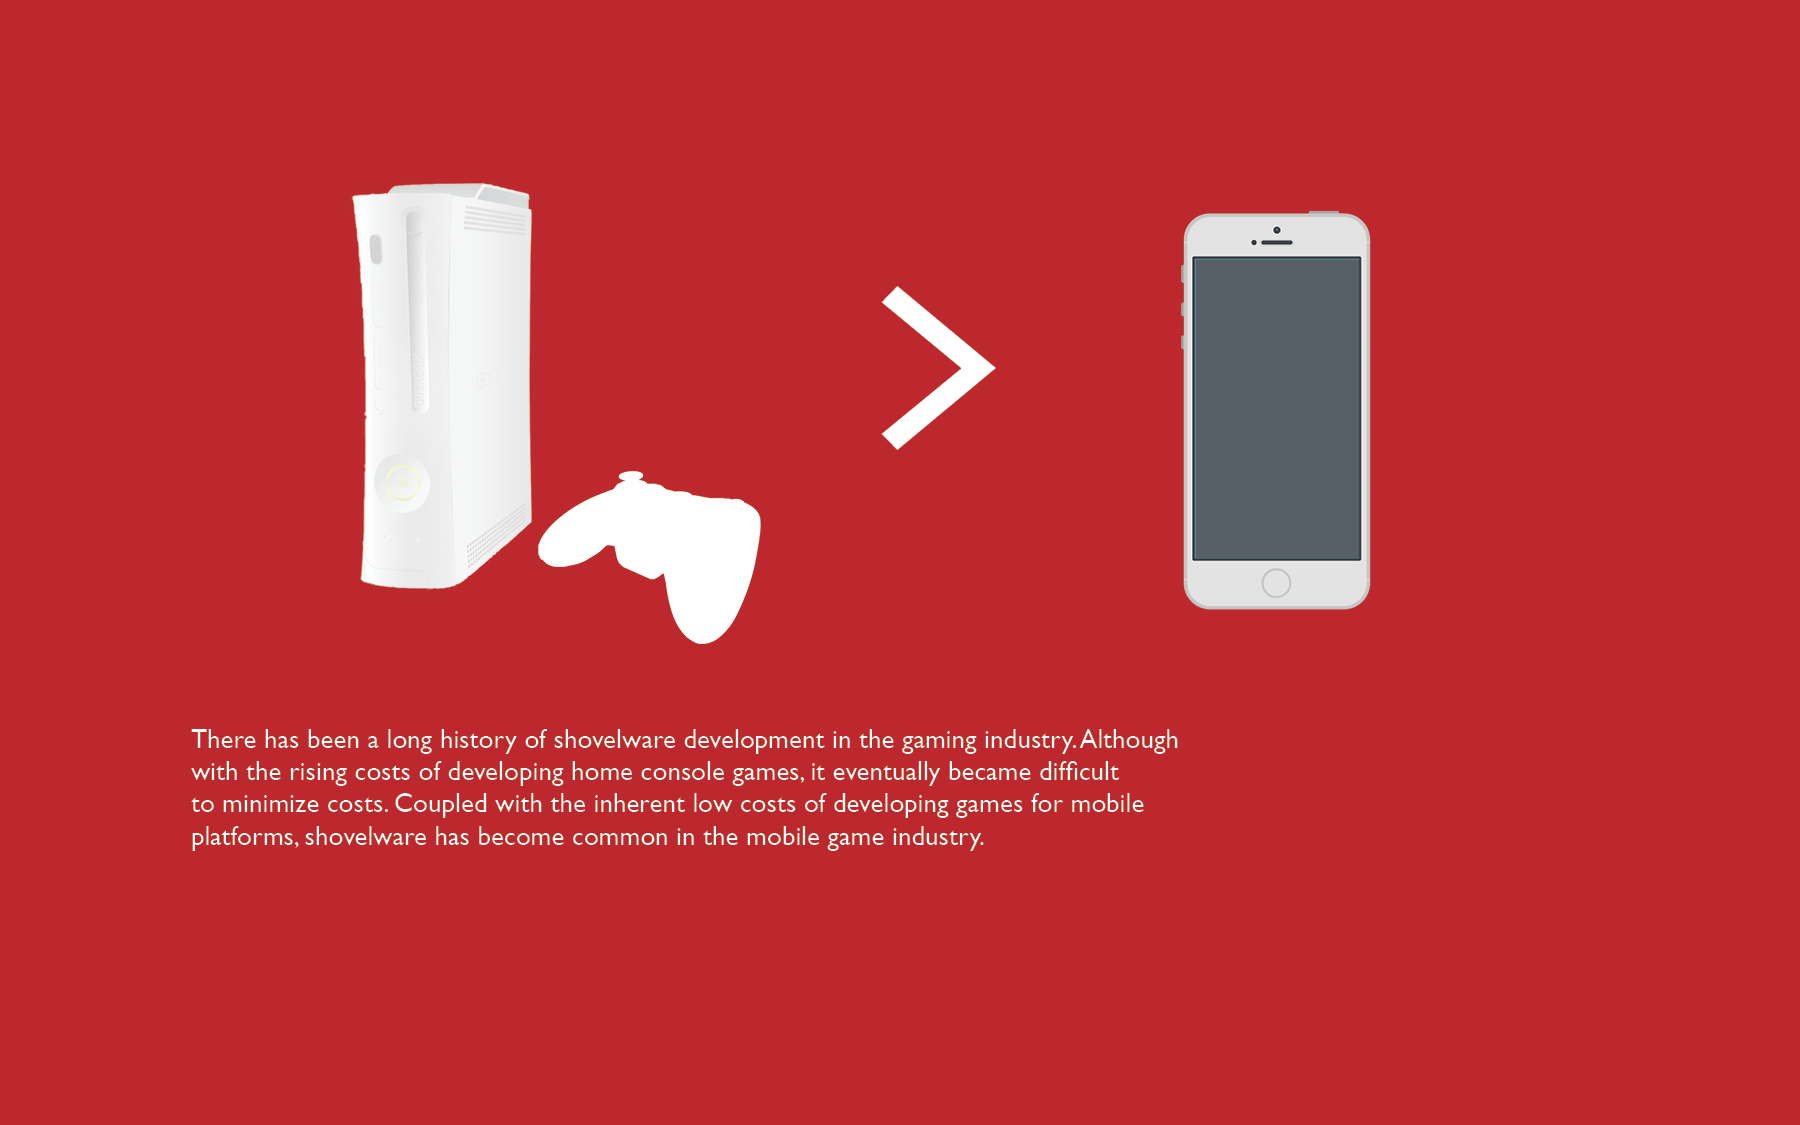 There has been a long history of shovelware development in the gaming industry. Although
with the rising costs of developing home console games, it eventually became difficult
to minimize costs. Coupled with the inherent low costs of developing games for mobile
platforms, shovelware has become common in the mobile game industry.